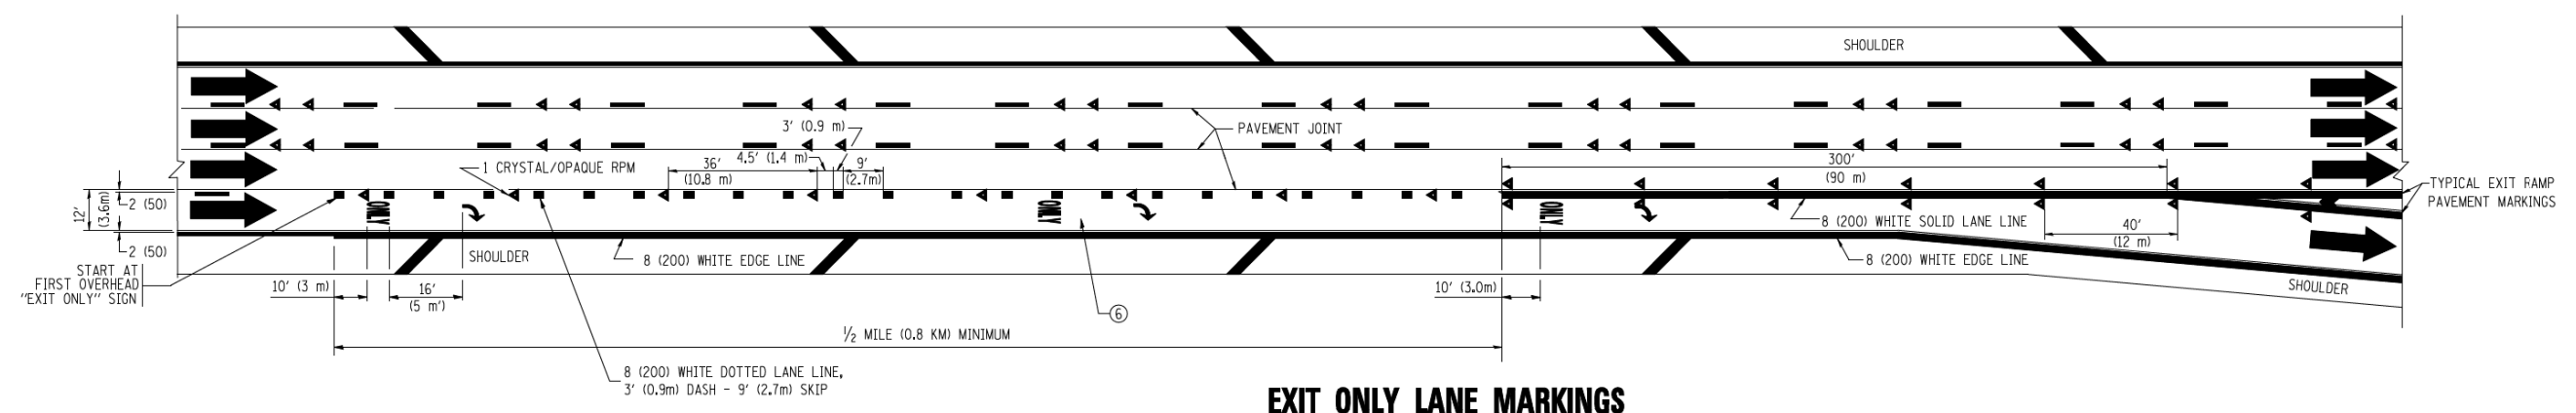 SHOULDER
3' (0.9 m)
PAVEMENT JOINT
4.5' (1.4 m)
1 CRYSTAL/OPAQUE RPM
36'
(10.8 m)
9'
(2.7m)
300'
(90 m)
12'
(3.6m)
2 (50)
2 (50)
ONLY
ONLY
ONLY
TYPICAL EXIT RAMP
PAVEMENT MARKINGS
8 (200) WHITE SOLID LANE LINE
40'
(12 m)
SHOULDER
8 (200) WHITE EDGE LINE
8 (200) WHITE EDGE LINE
START AT
FIRST OVERHEAD
"EXIT ONLY" SIGN
10' (3 m)
16'
(5 m')
10' (3.0m)
SHOULDER
6
1/2 MILE (0.8 KM) MINIMUM
8 (200) WHITE DOTTED LANE LINE,
3' (0.9m) DASH - 9' (2.7m) SKIP
EXIT ONLY LANE MARKINGS